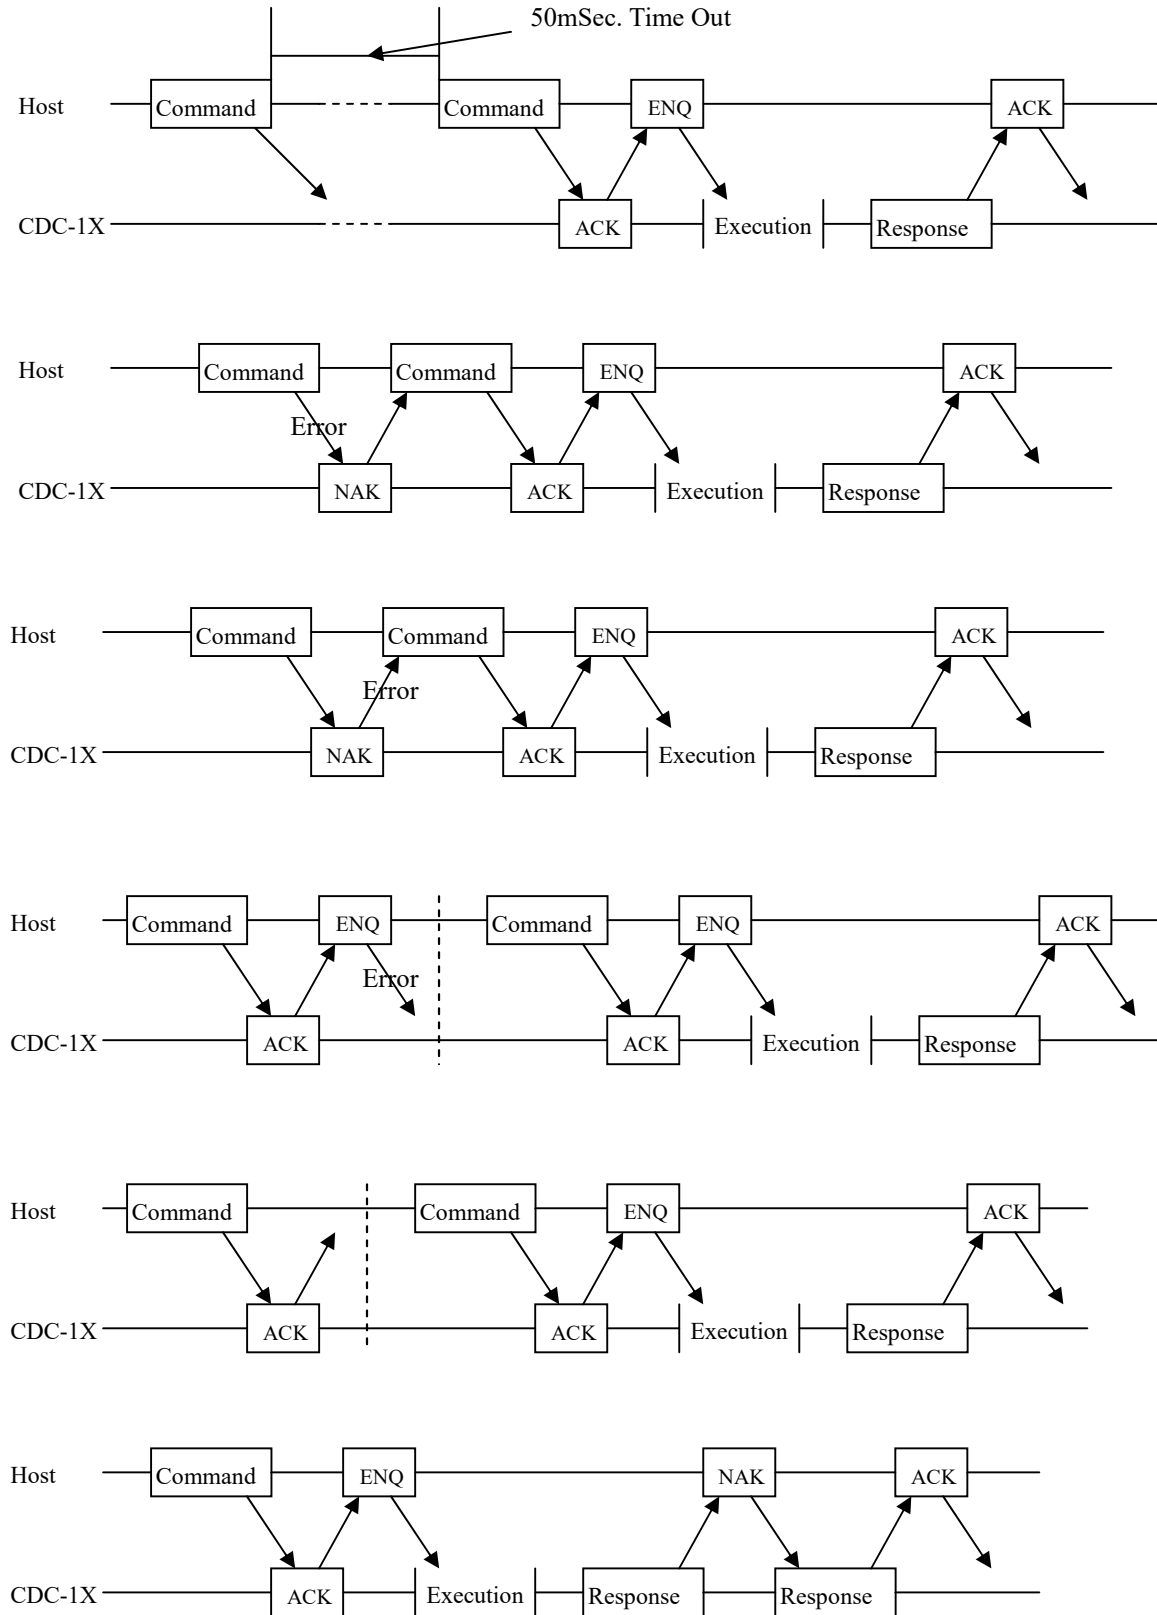 50mSec. Time Out
Host Command Command ENQ ACK
CDC-1X ACK Execution Response
Host Command Command ENQ ACK
Error
CDC-1X NAK ACK Execution Response
Host Command Command ENQ ACK
Error
CDC-1X NAK ACK Execution Response
Host Command ENQ Command ENQ ACK
Error
CDC-1X ACK ACK Execution Response
Host Command Command ENQ ACK
CDC-1X ACK ACK Execution Response
Host Command ENQ NAK ACK
CDC-1X ACK Execution Response Response